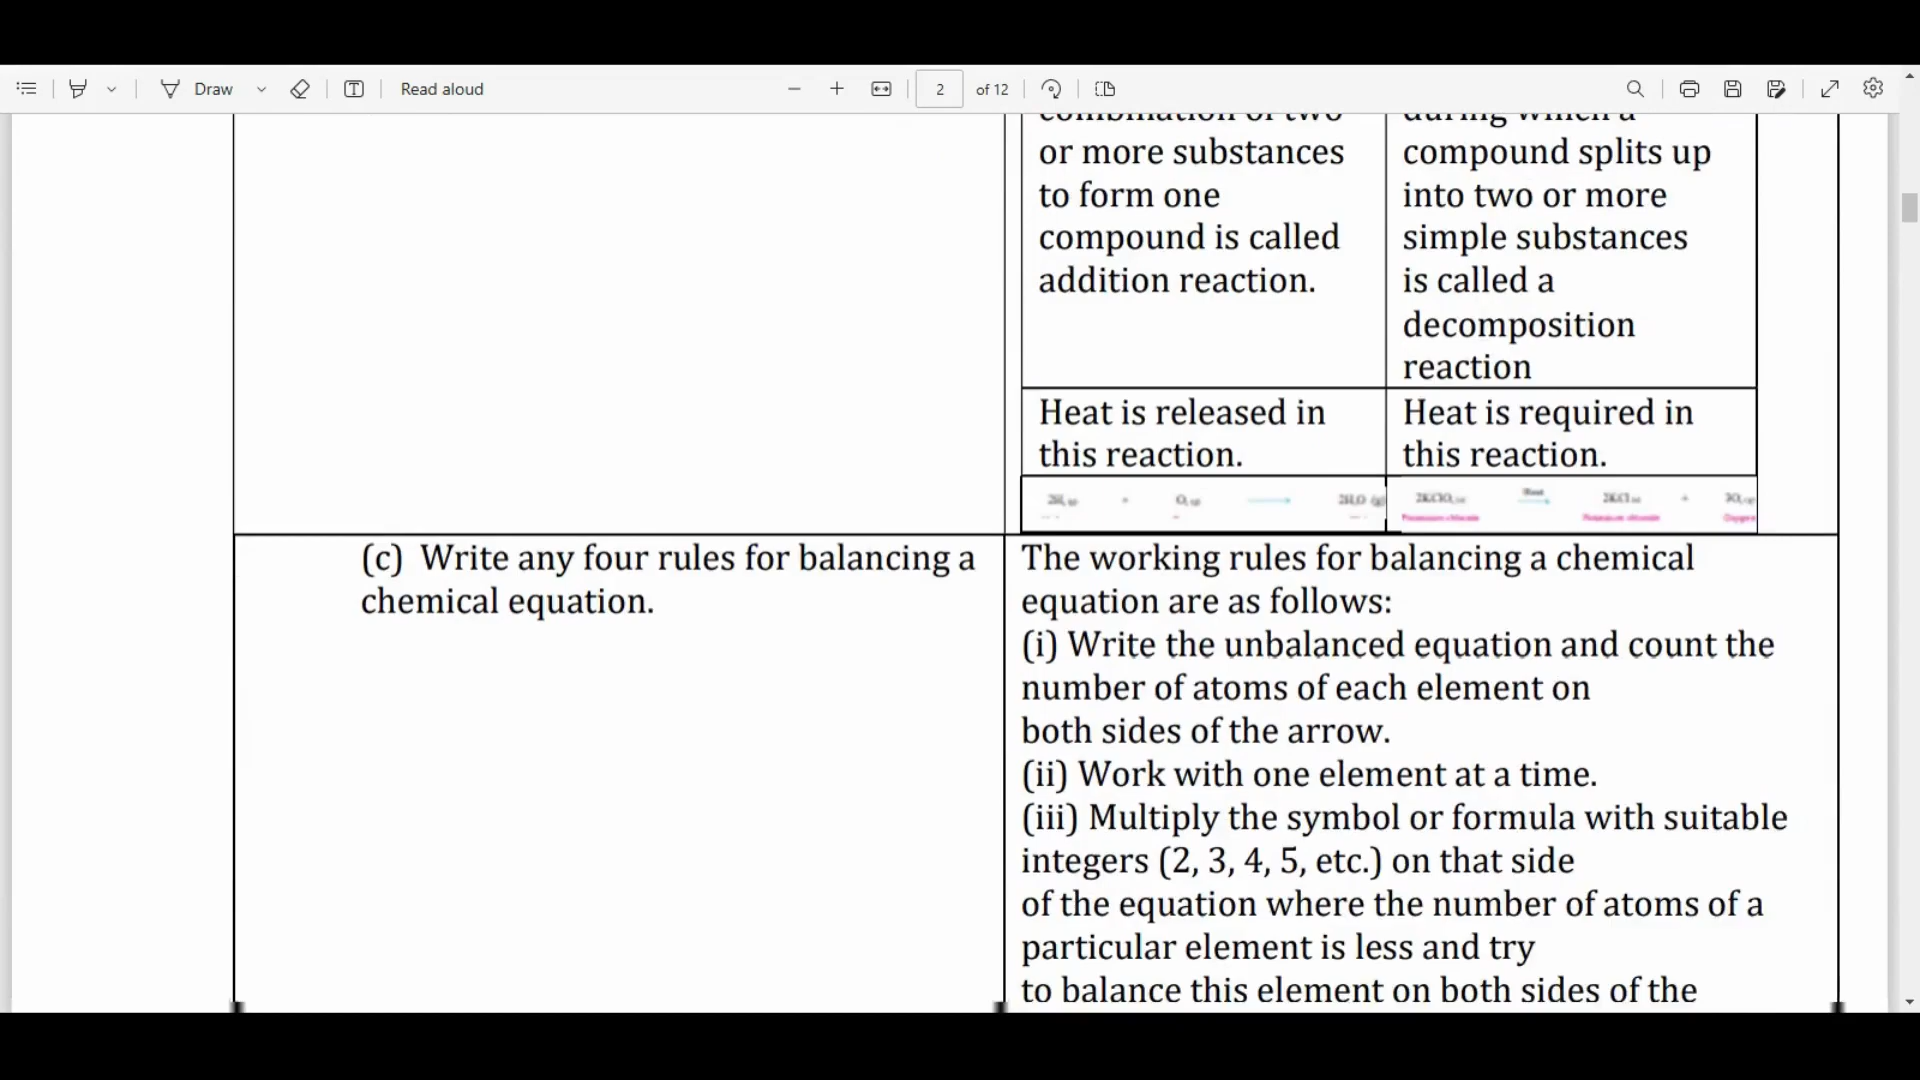 Draw
Read aloud
2
of 12
or more substances
to form one
compound is called
addition reaction.
during which a
compound splits up
into two or more
simple substances
is called a
decomposition
reaction
Heat is released in
this reaction.
Heat is required in
this reaction.
(c) Write any four rules for balancing a
chemical equation.
The working rules for balancing a chemical
equation are as follows:
(i) Write the unbalanced equation and count the
number of atoms of each element on
both sides of the arrow.
(ii) Work with one element at a time.
(iii) Multiply the symbol or formula with suitable
integers (2, 3, 4, 5, etc.) on that side
of the equation where the number of atoms of a
particular element is less and try
to balance this element on both sides of the